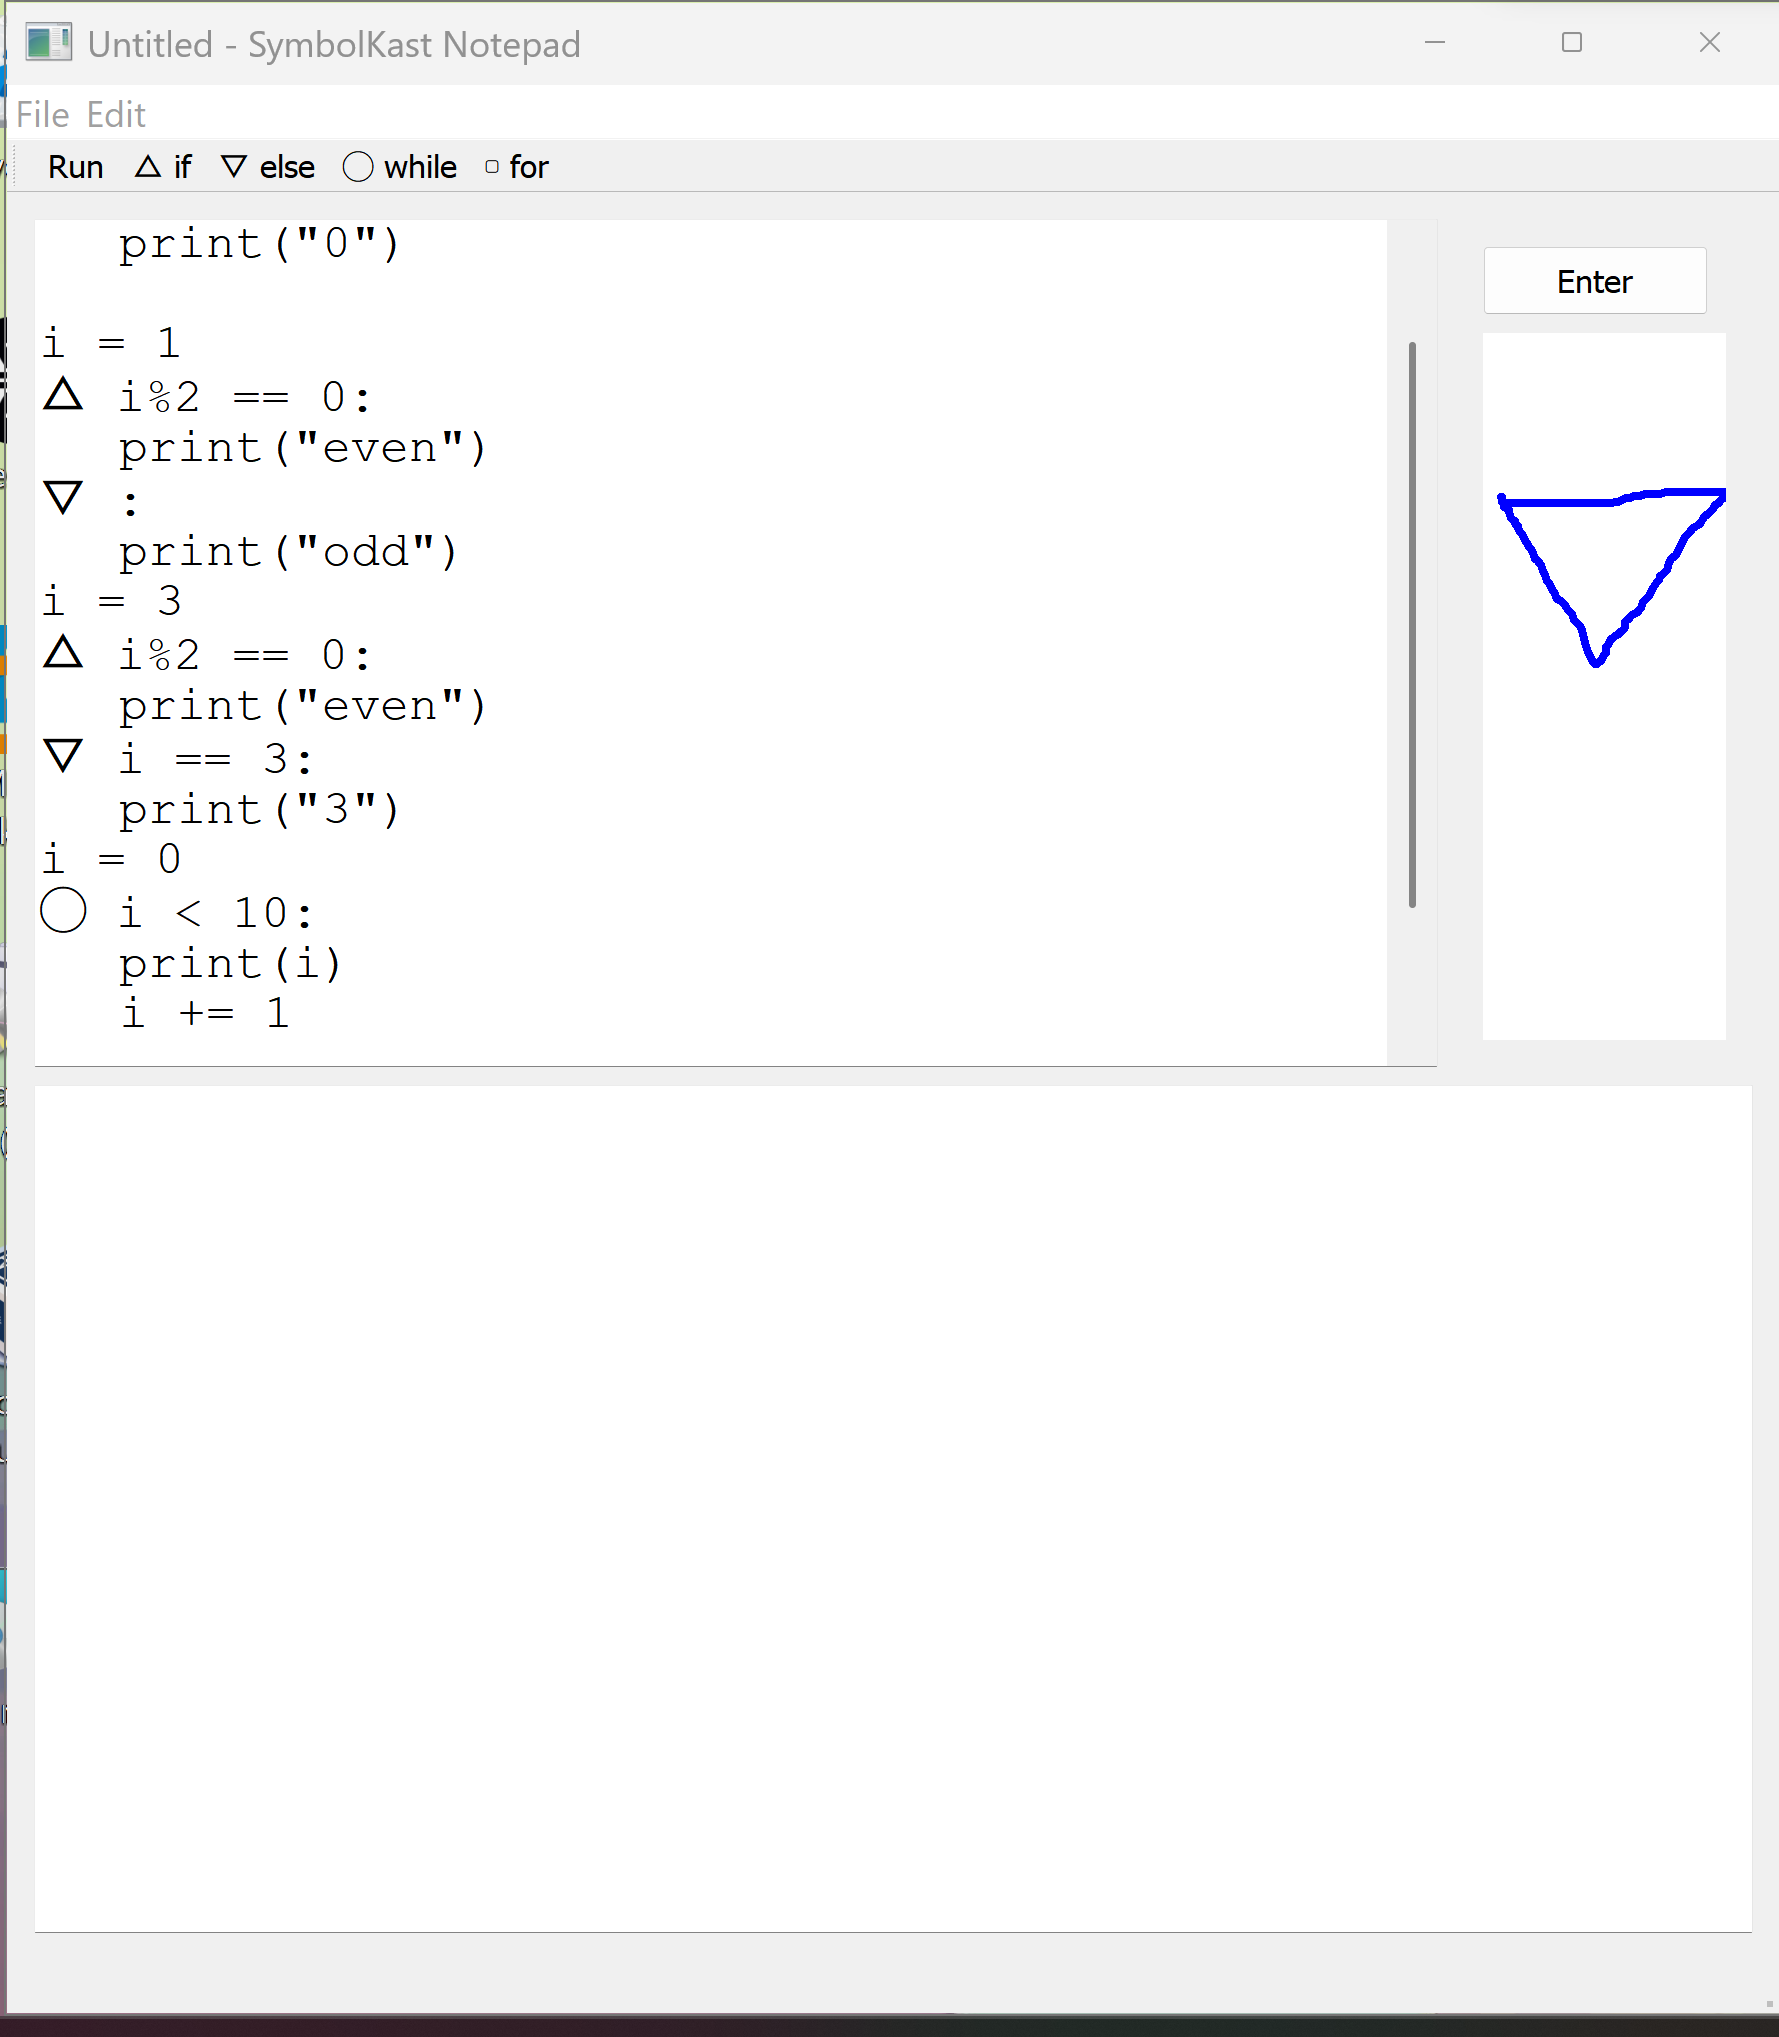 Untitled - SymbolKast Notepad
File Edit
Run △ if ▽ else ◯ while ▢ for
print("0")
Enter
i = 1
△ i%2 == 0:
print("even")
▽ :
print("odd")
i = 3
△ i%2 == 0:
print("even")
▽ i == 3:
print("3")
i = 0
◯ i < 10:
print(i)
i += 1